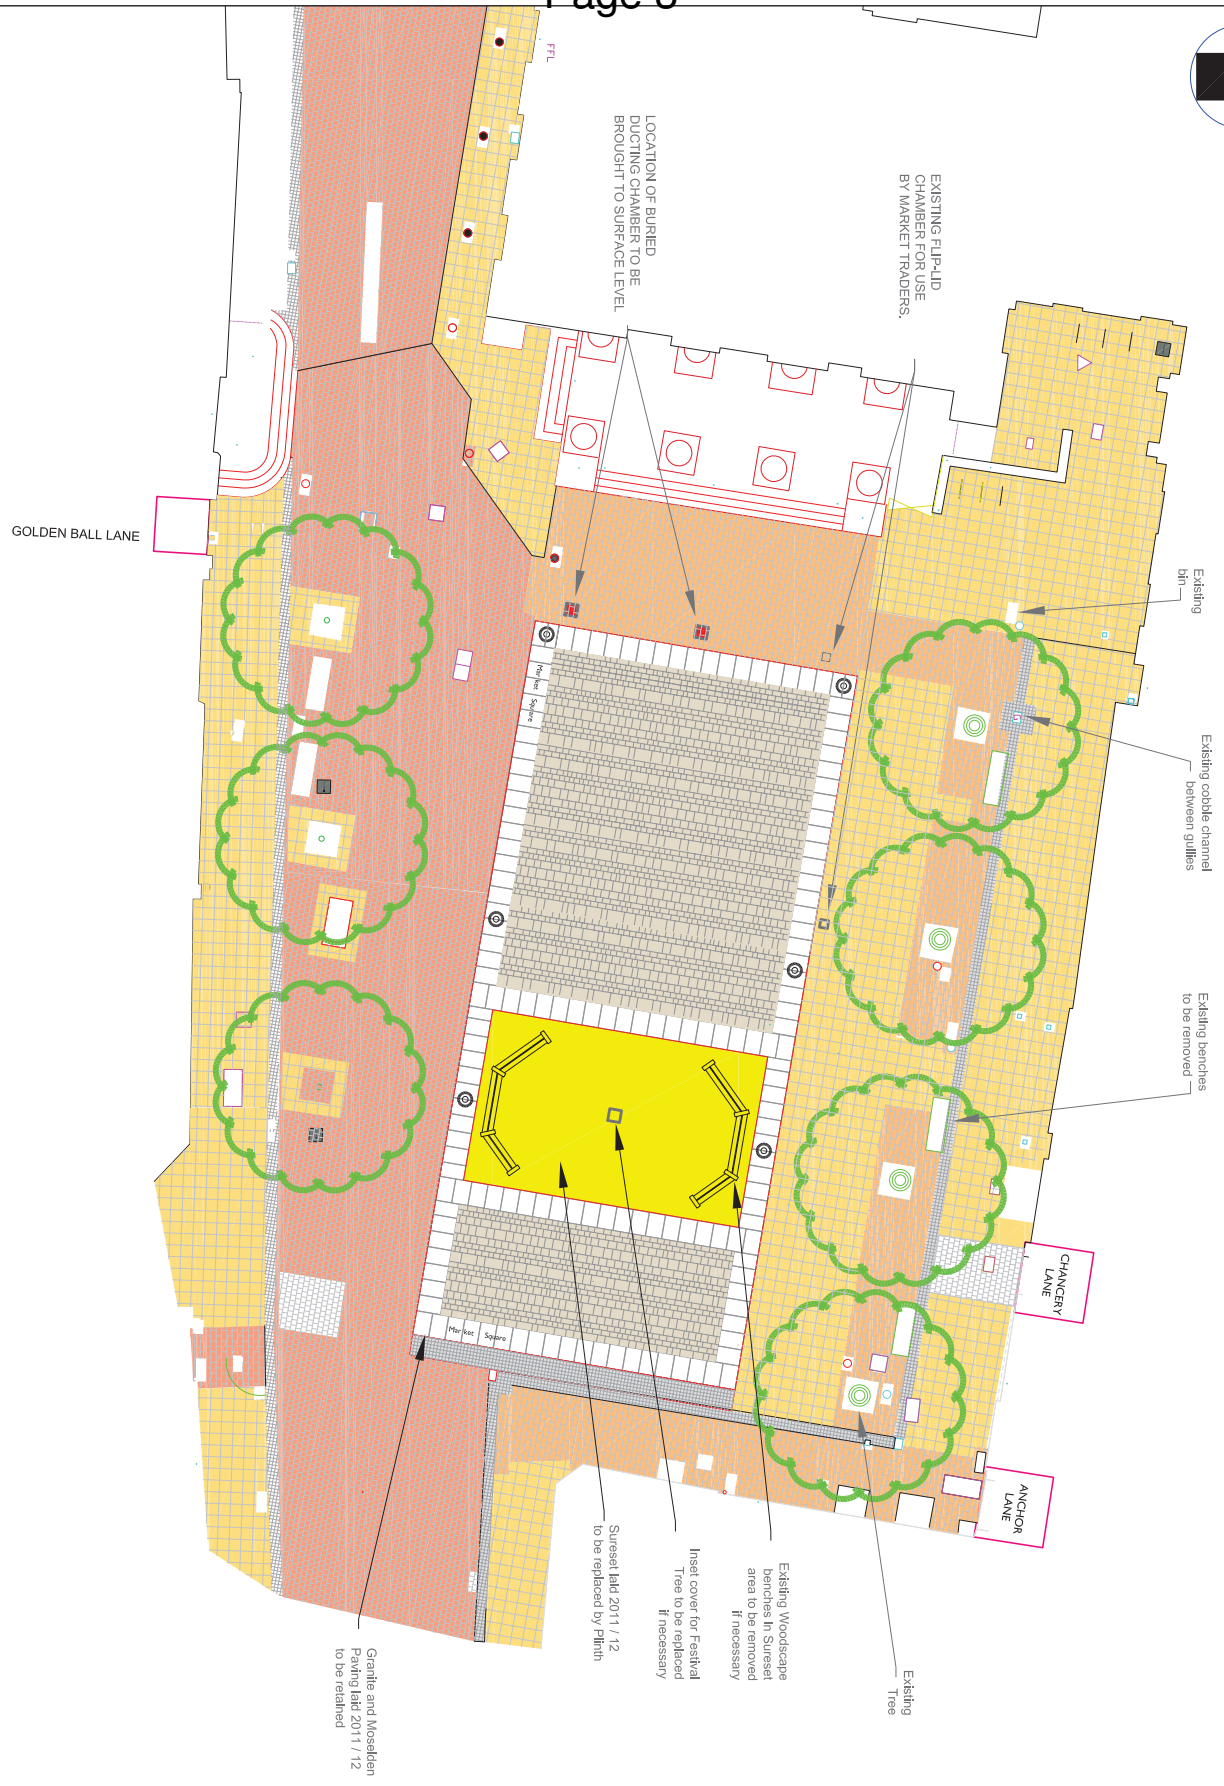 Page 8
FFL
LOCATION OF BURIED
DUCTING CHAMBER TO BE
BROUGHT TO SURFACE LEVEL
EXISTING FLIP-LID
CHAMBER FOR USE
BY MARKET TRADERS.
Existing
bin
Existing cobble channel
between gullies
Existing benches
to be removed
GOLDEN BALL LANE
Market Square
CHANCERY
LANE
Market Square
ANCHOR
LANE
Existing
Tree
Existing Woodscape
benches in Sureset
area to be removed
if necessary
Inset cover for Festival
Tree to be replaced
if necessary
Sureset laid 2011 / 12
to be replaced by Plinth
Granite and Moselden
Paving laid 2011 / 12
to be retained